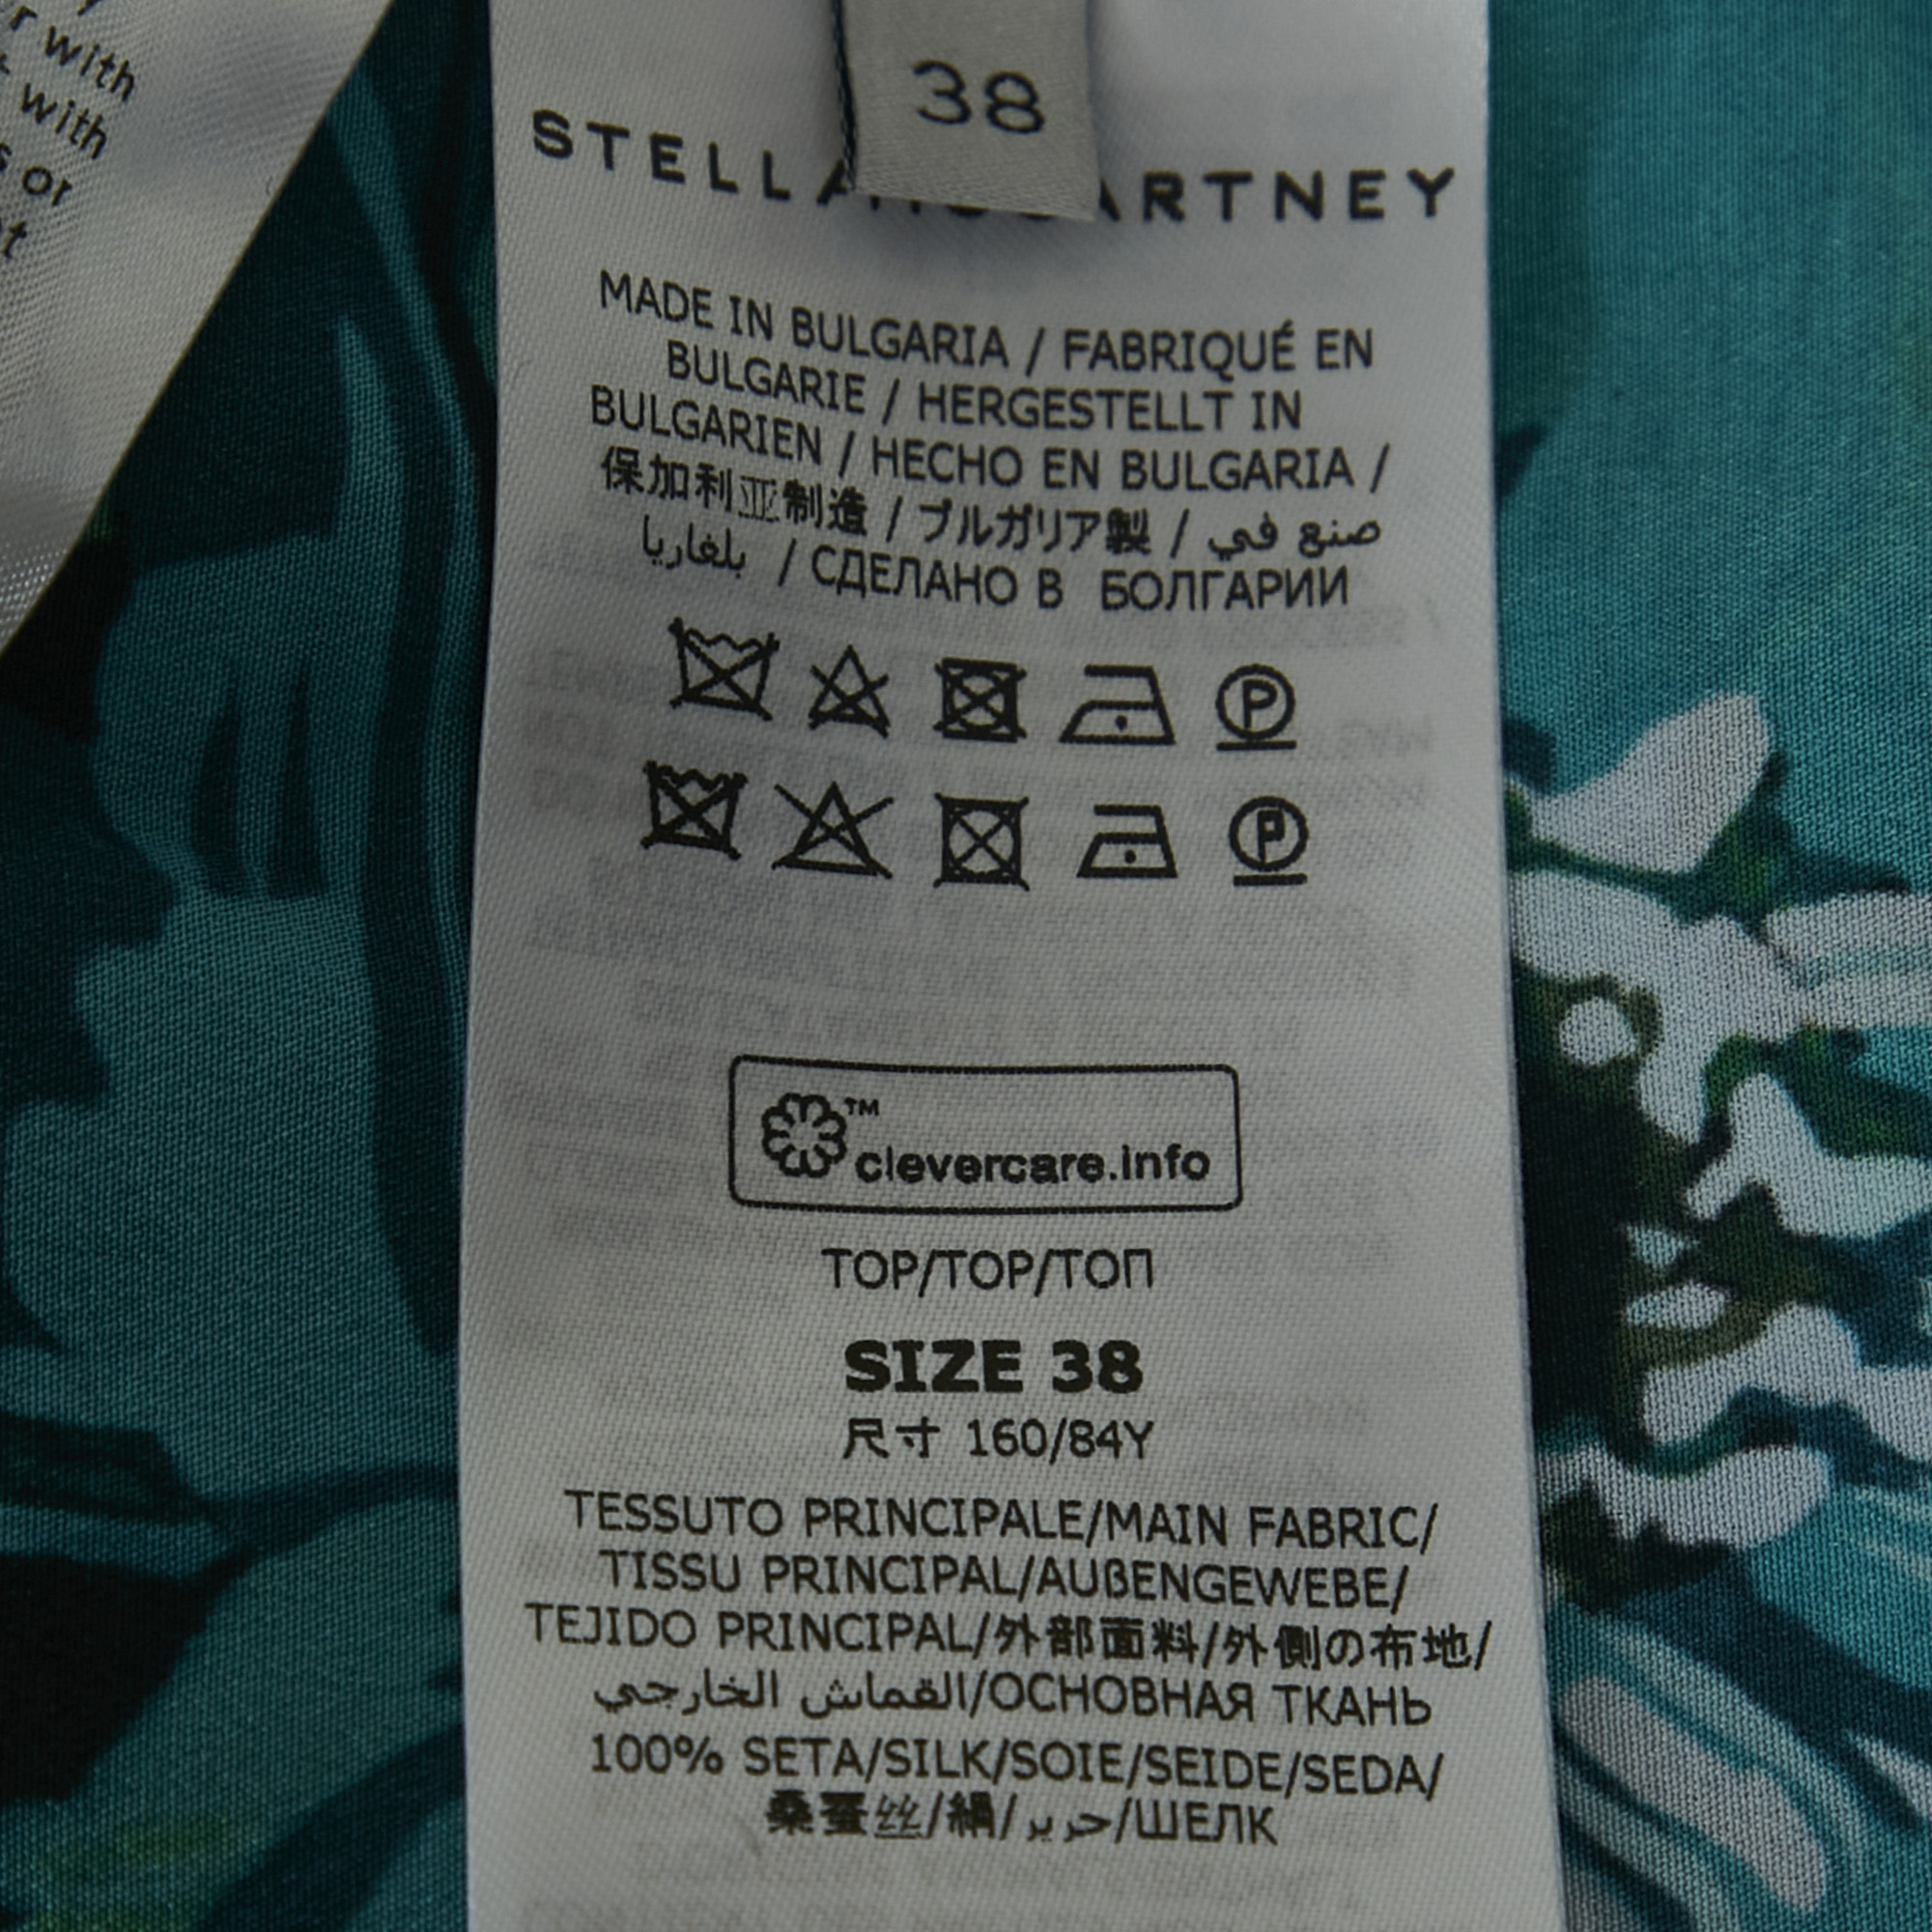 r with
t with
s or
38
STELLA McCARTNEY
MADE IN BULGARIA / FABRIQUÉ EN
BULGARIE / HERGESTELLT IN
BULGARIEN / HECHO EN BULGARIA /
保加利亚制造 / ブルガリア製 / صنع في
بلغاريا / СДЕЛАНО В БОЛГАРИИ
P
P
™
clevercare.info
TOP/TOP/ТОП
SIZE 38
尺寸 160/84Y
TESSUTO PRINCIPALE/MAIN FABRIC/
TISSU PRINCIPAL/AUßENGEWEBE/
TEJIDO PRINCIPAL/外部面料/外側の布地/
القماش الخارجي/ОСНОВНАЯ ТКАНЬ
100% SETA/SILK/SOIE/SEIDE/SEDA/
桑蚕丝/絹/حرير/ШЕЛК